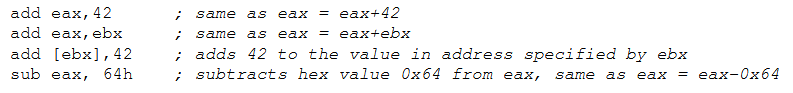 add eax,42 ; same as eax = eax+42
add eax,ebx ; same as eax = eax+ebx
add [ebx],42 ; adds 42 to the value in address specified by ebx
sub eax, 64h ; subtracts hex value 0x64 from eax, same as eax = eax-0x64